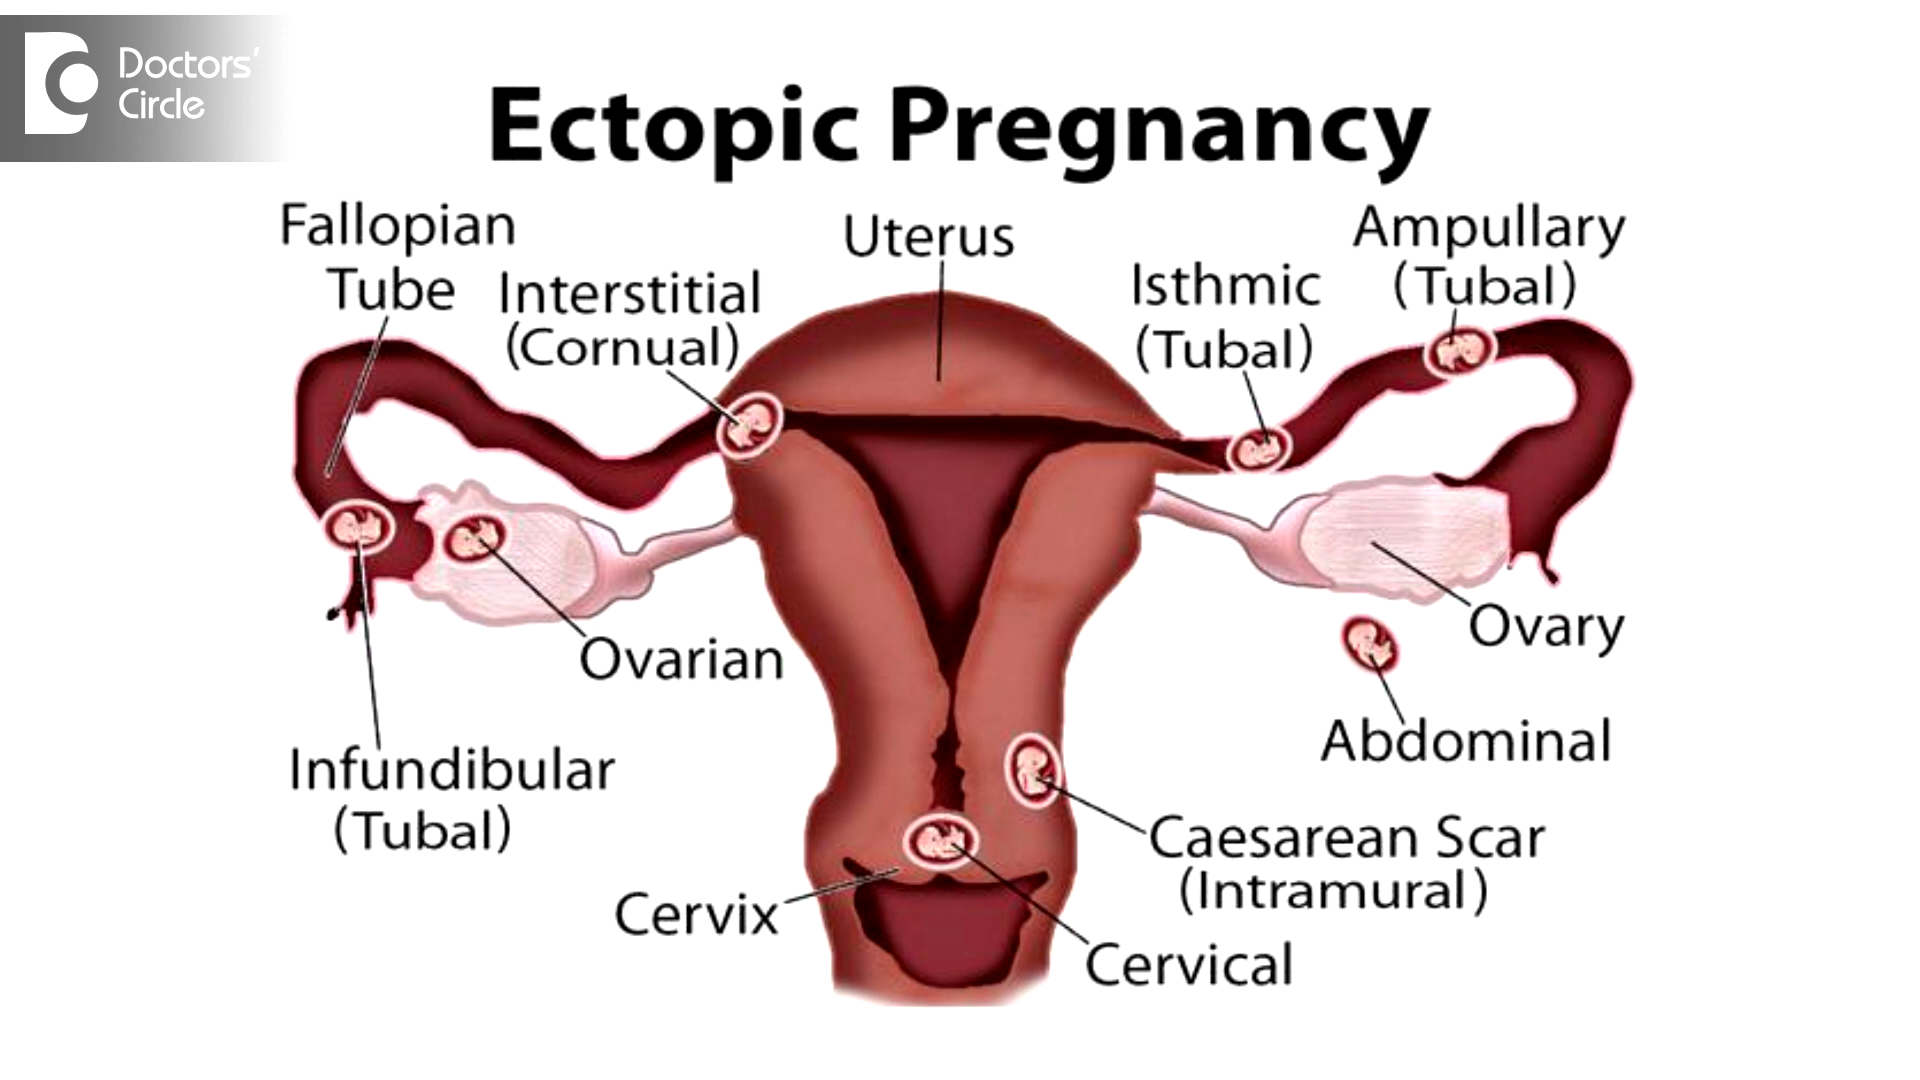 Doctors'
Circle
Ectopic Pregnancy
Fallopian
Tube
Interstitial
(Cornual)
Uterus
Isthmic
(Tubal)
Ampullary
(Tubal)
Ovarian
Ovary
Abdominal
Infundibular
(Tubal)
Caesarean Scar
(Intramural)
Cervix
Cervical